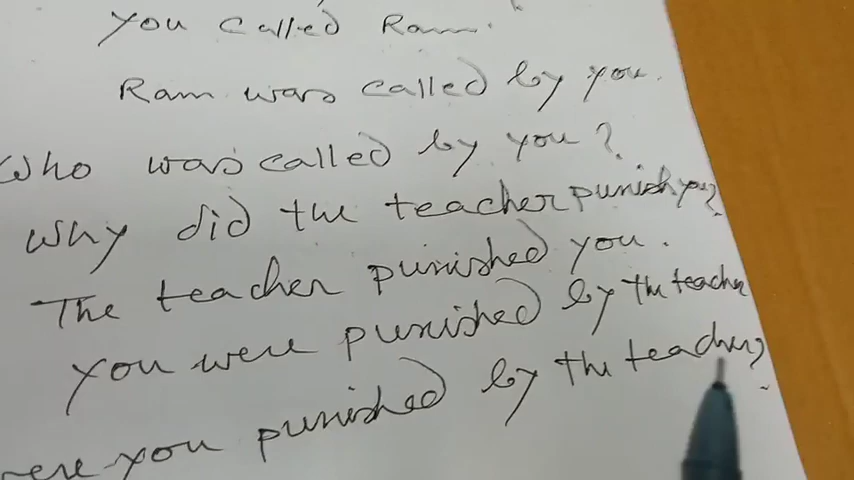 You called Ram.
Ram was called by you.
Who was called by you?
Why did the teacher punish you?
The teacher punished you.
You were punished by the teacher
you punished by the teacher?